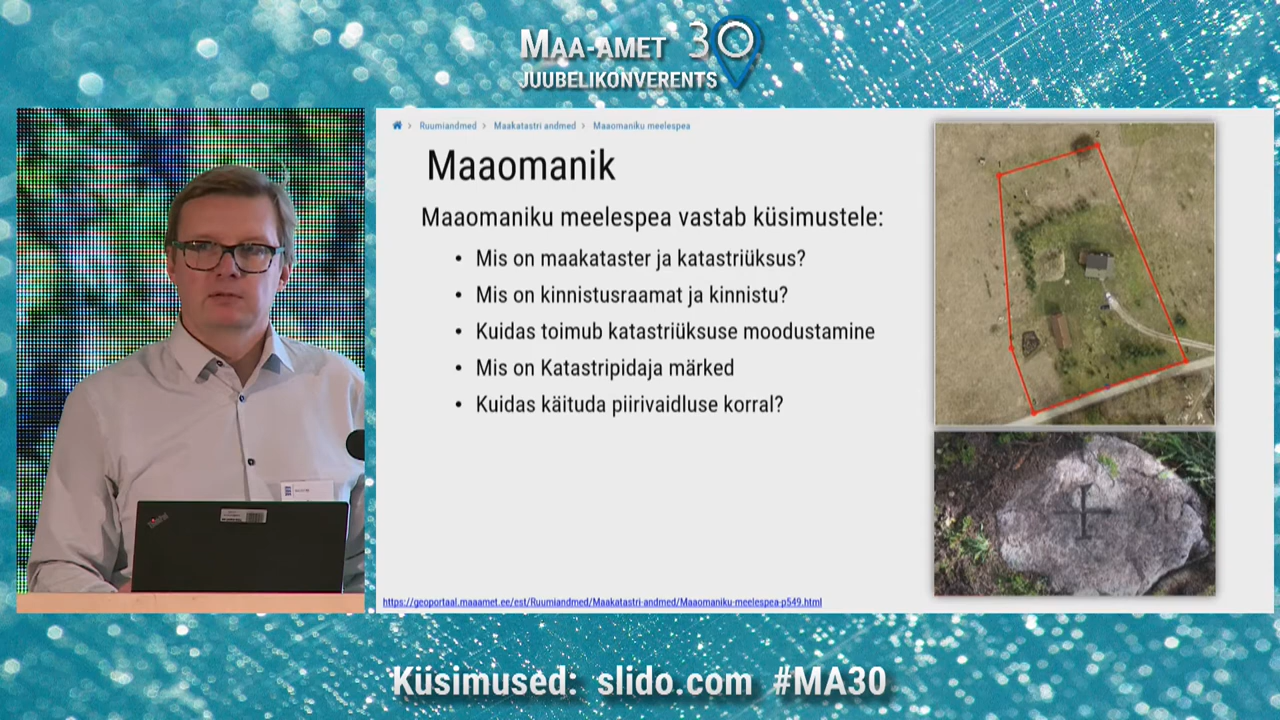 MAA-AMET 30
JUUBELIKONVERENTS
Ruumiandmed > Maakatastri andmed > Maaomaniku meelespea
Maaomanik
Maaomaniku meelespea vastab küsimustele:
• Mis on maakataster ja katastriüksus?
• Mis on kinnistusraamat ja kinnistu?
• Kuidas toimub katastriüksuse moodustamine
• Mis on Katastripidaja märked
• Kuidas käituda piirivaidluse korral?
https://geoportaal.maaamet.ee/est/Ruumiandmed/Maakatastri-andmed/Maaomaniku-meelespea-p549.html
Küsimused: slido.com #MA30